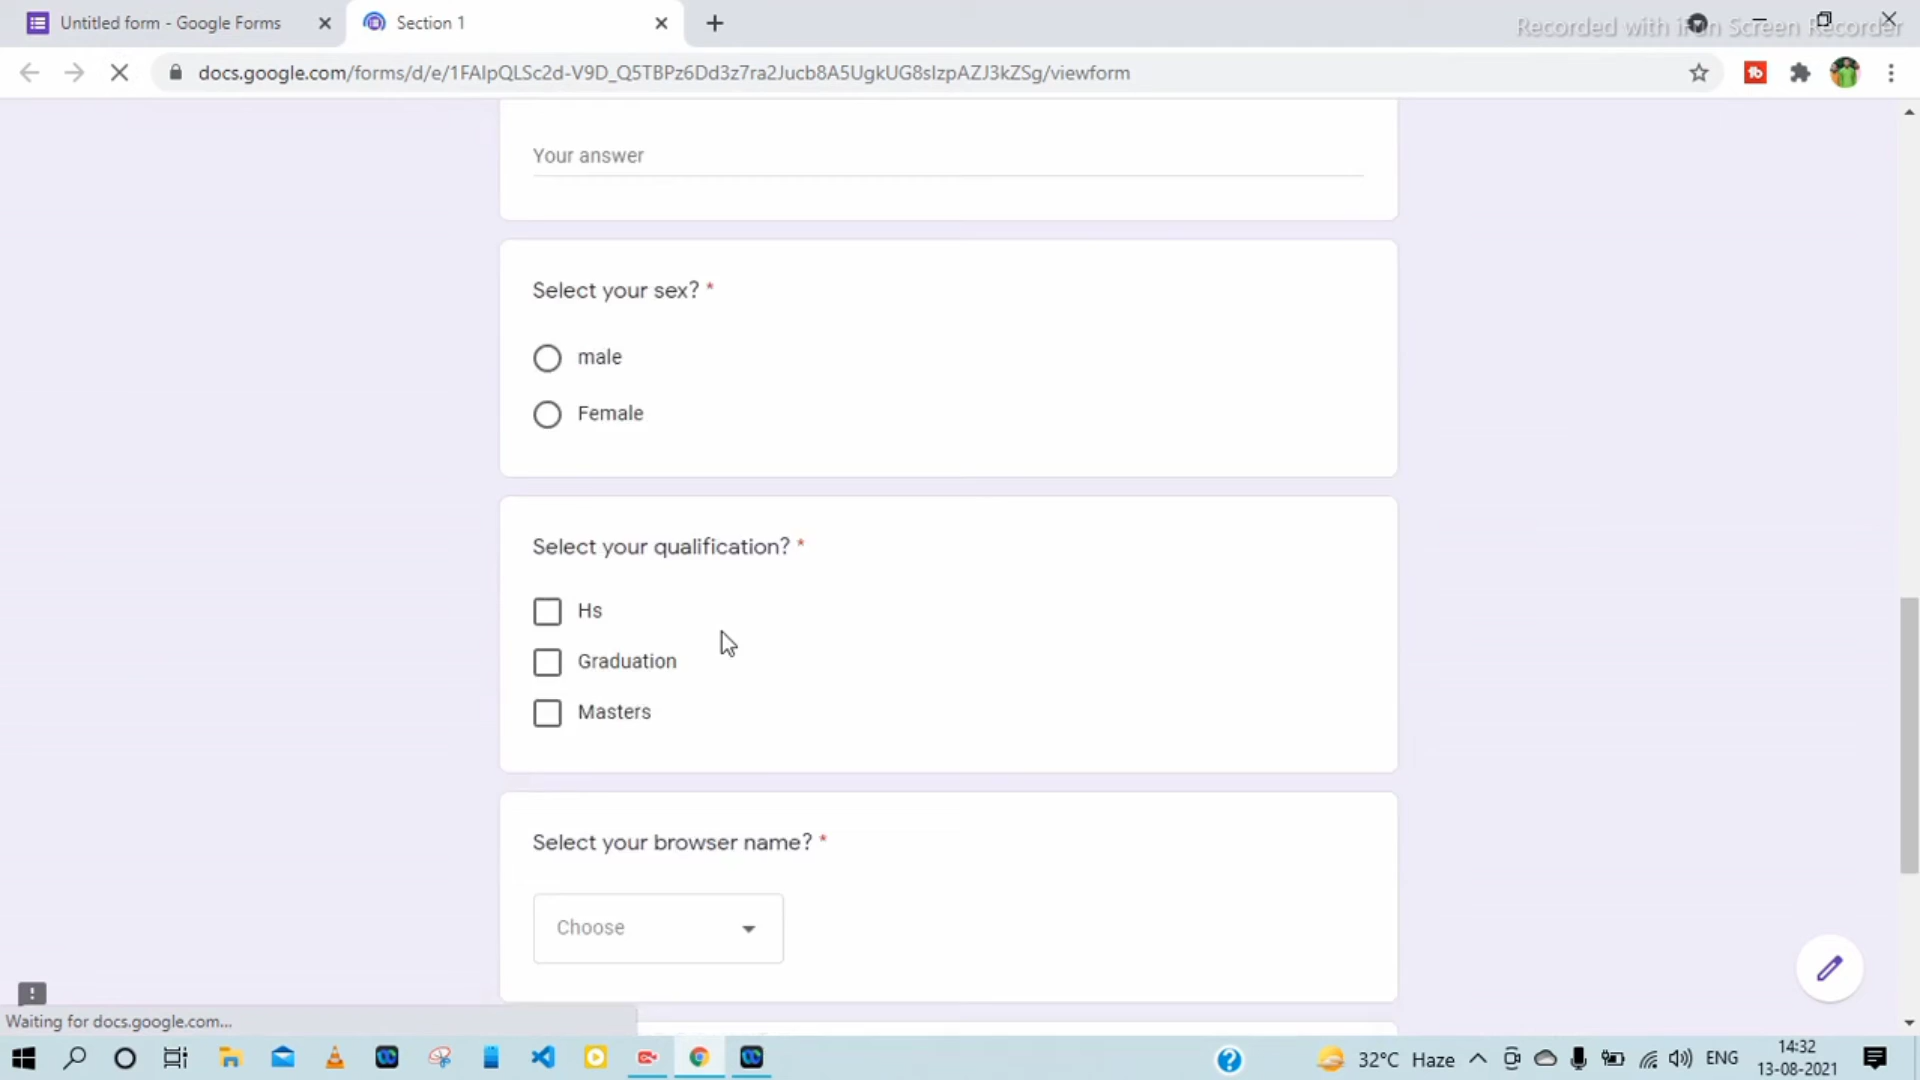 Untitled form - Google Forms
Section 1
Recorded with iFun Screen Recorder
docs.google.com/forms/d/e/1FAIpQLSc2d-V9D_Q5TBPz6Dd3z7ra2Jucb8A5UgkUG8sIzpAZJ3kZSg/viewform
Your answer
Select your sex? *
male
Female
Select your qualification? *
Hs
Graduation
Masters
Select your browser name? *
Choose
Waiting for docs.google.com...
32°C Haze
ENG
14:32
13-08-2021